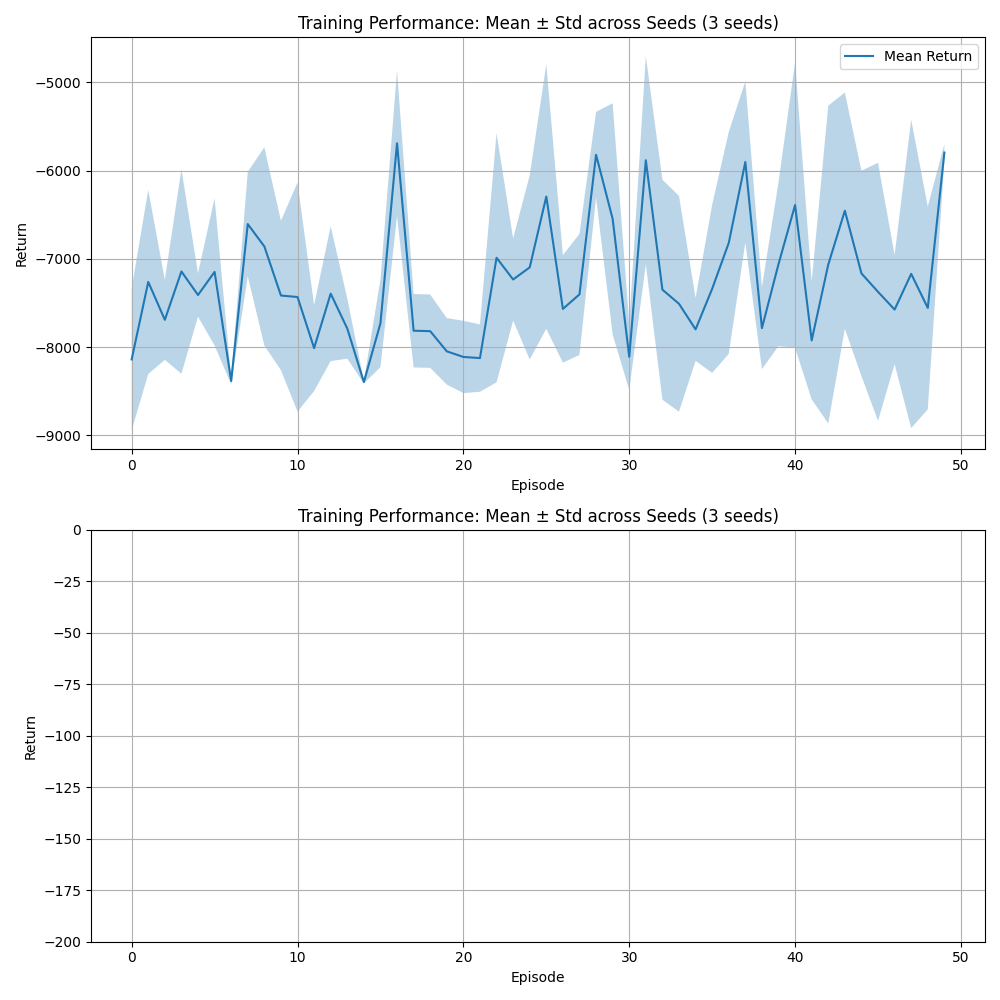 Training Performance: Mean ± Std across Seeds (3 seeds)
Mean Return
−5000
−6000
−7000
−8000
−9000
Return
0 10 20 30 40 50
Episode
Training Performance: Mean ± Std across Seeds (3 seeds)
0
−25
−50
−75
−100
−125
−150
−175
−200
Return
0 10 20 30 40 50
Episode